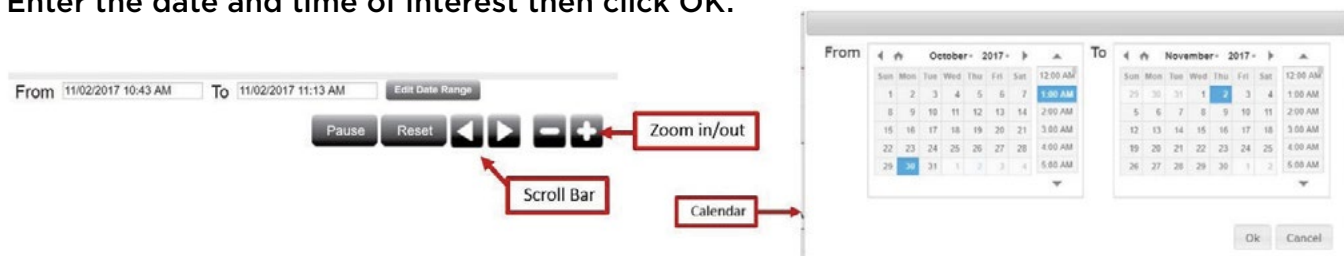 Enter the date and time of interest then click OK.
From 11/02/2017 10:43 AM To 11/02/2017 11:13 AM Edit Date Range
Pause Reset
Zoom in/out
Scroll Bar
Calendar
From
October 2017
Sun Mon Tue Wed Thu Fri Sat 12:00 AM
1 2 3 4 5 6 7 1:00 AM
8 9 10 11 12 13 14 2:00 AM
15 16 17 18 19 20 21 3:00 AM
22 23 24 25 26 27 28 4:00 AM
29 30 31 1 2 3 4 5:00 AM
To
November 2017
Sun Mon Tue Wed Thu Fri Sat 12:00 AM
29 30 31 1 2 3 4 1:00 AM
5 6 7 8 9 10 11 2:00 AM
12 13 14 15 16 17 18 3:00 AM
19 20 21 22 23 24 25 4:00 AM
26 27 28 29 30 1 2 5:00 AM
Ok Cancel